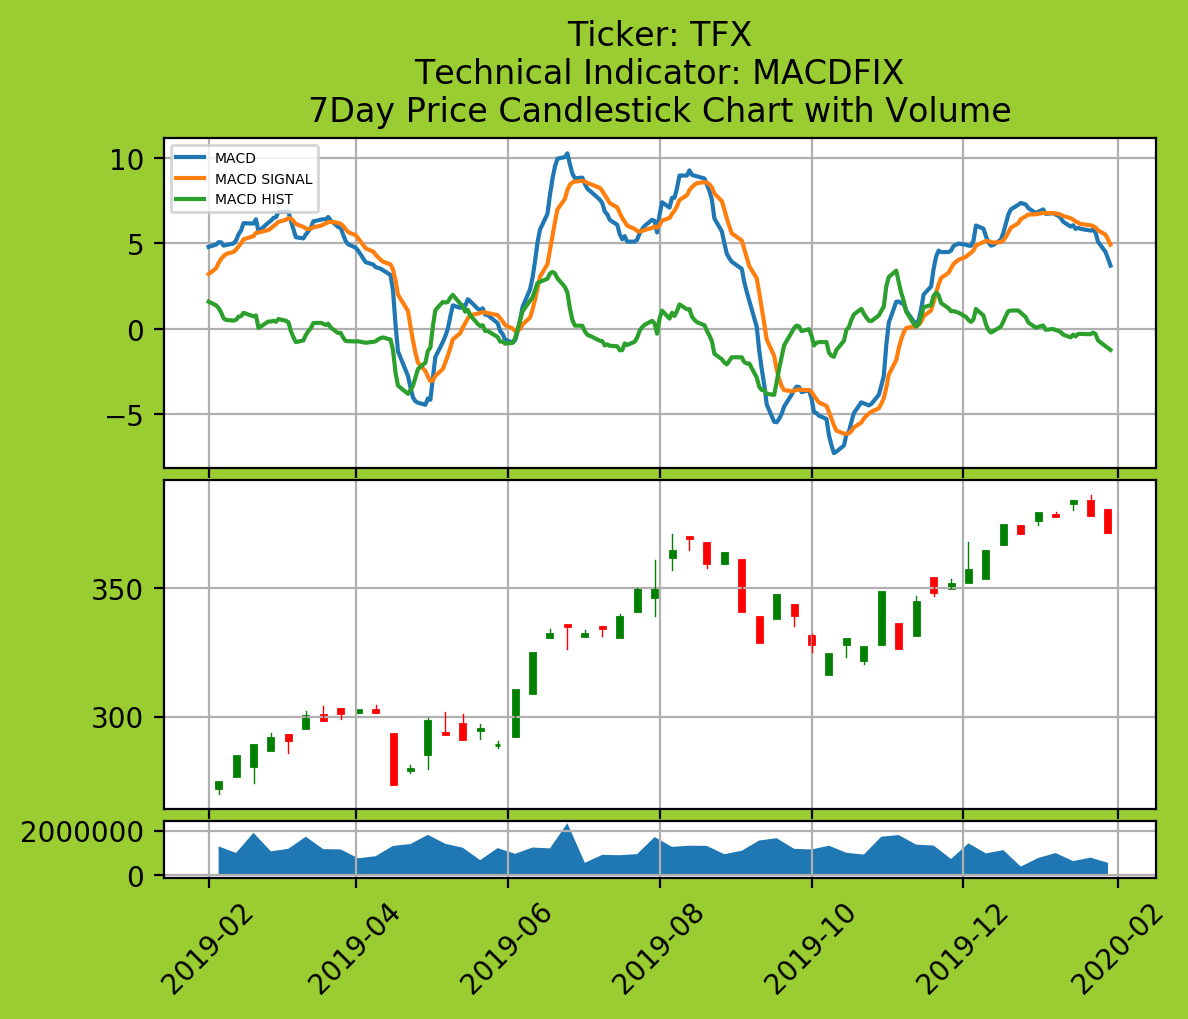 Ticker: TFX
Technical Indicator: MACDFIX
7Day Price Candlestick Chart with Volume
MACD
MACD SIGNAL
MACD HIST
10
5
0
−5
350
300
2000000
0
2019-02
2019-04
2019-06
2019-08
2019-10
2019-12
2020-02